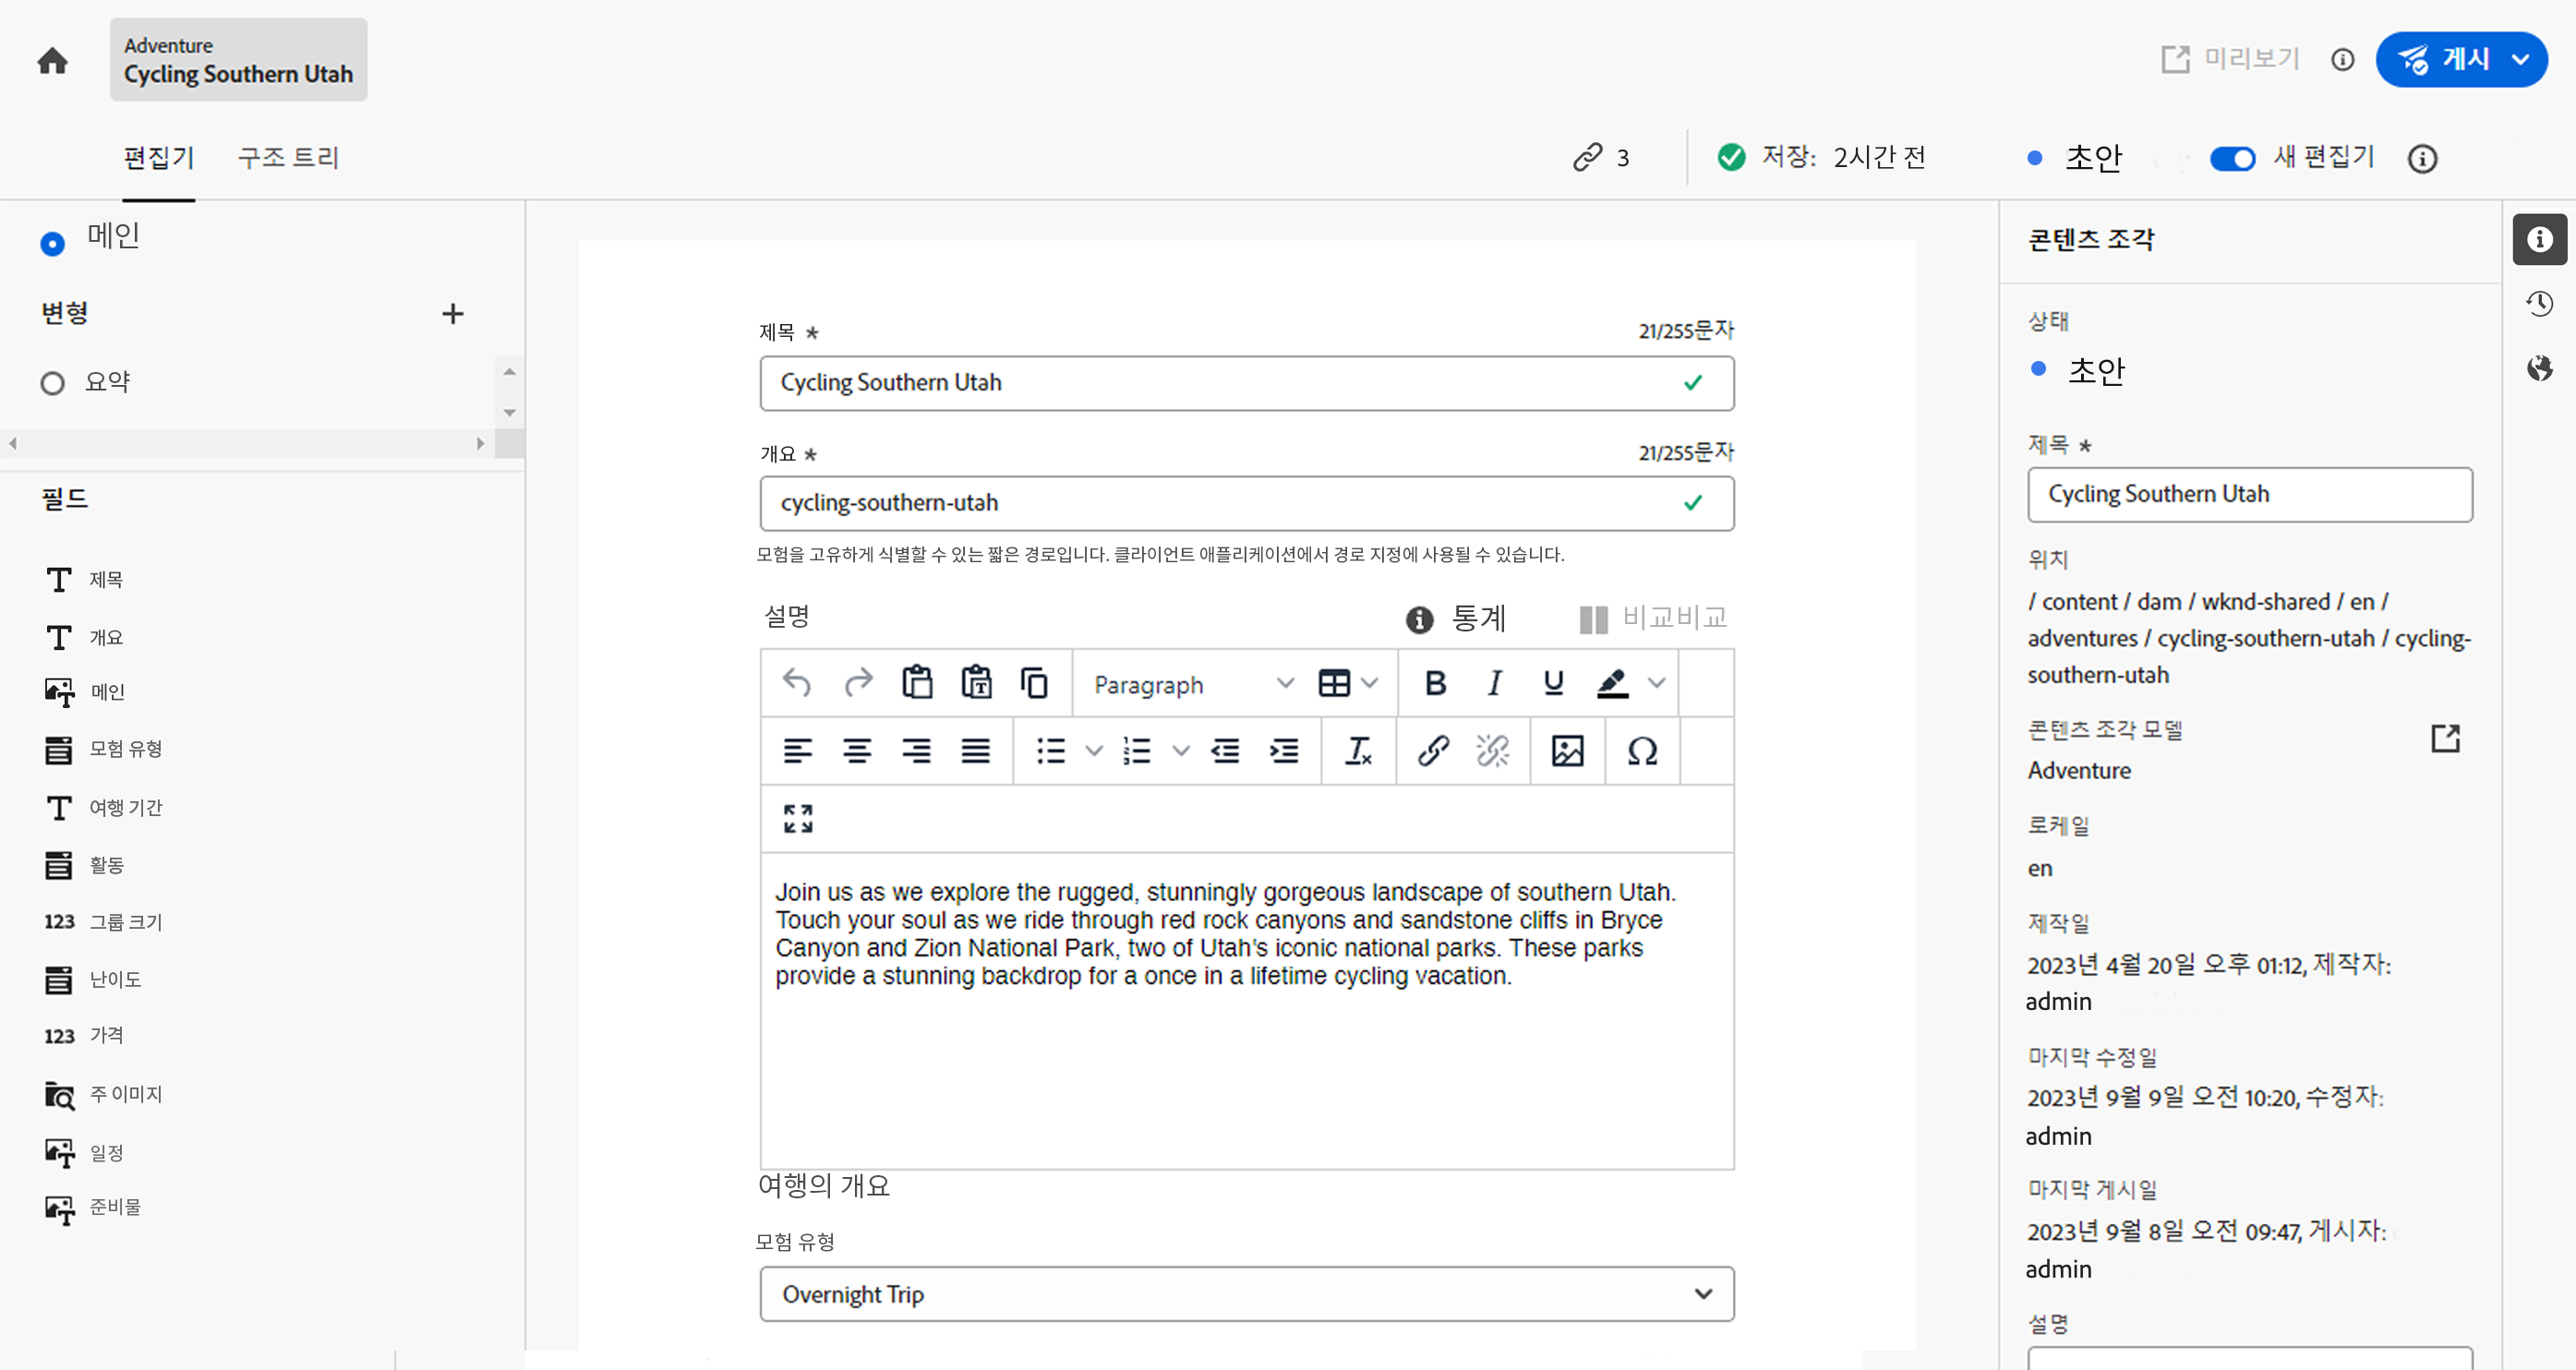 Adventure
Cycling Southern Utah
미리보기
게시
편집기
구조 트리
3
저장: 2시간 전
초안
새 편집기
메인
변형
요약
필드
제목
개요
메인
모험 유형
여행 기간
활동
그룹 크기
난이도
가격
주 이미지
일정
준비물
제목 *
21/255문자
Cycling Southern Utah
개요 *
21/255문자
cycling-southern-utah
모험을 고유하게 식별할 수 있는 짧은 경로입니다. 클라이언트 애플리케이션에서 경로 지정에 사용될 수 있습니다.
설명
통계
비교비교
Paragraph
Join us as we explore the rugged, stunningly gorgeous landscape of southern Utah.
Touch your soul as we ride through red rock canyons and sandstone cliffs in Bryce
Canyon and Zion National Park, two of Utah's iconic national parks. These parks
provide a stunning backdrop for a once in a lifetime cycling vacation.
여행의 개요
모험 유형
Overnight Trip
콘텐츠 조각
상태
초안
제목 *
Cycling Southern Utah
위치
/ content / dam / wknd-shared / en /
adventures / cycling-southern-utah / cycling-
southern-utah
콘텐츠 조각 모델
Adventure
로케일
en
제작일
2023년 4월 20일 오후 01:12, 제작자:
admin
마지막 수정일
2023년 9월 9일 오전 10:20, 수정자:
admin
마지막 게시일
2023년 9월 8일 오전 09:47, 게시자:
admin
설명